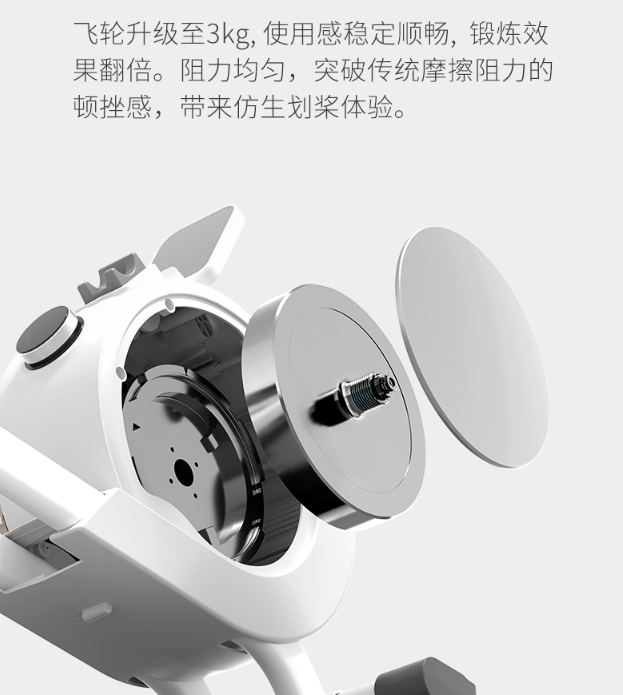 飞轮升级至3kg, 使用感稳定顺畅, 锻炼效
果翻倍。阻力均匀，突破传统摩擦阻力的
顿挫感，带来仿生划桨体验。